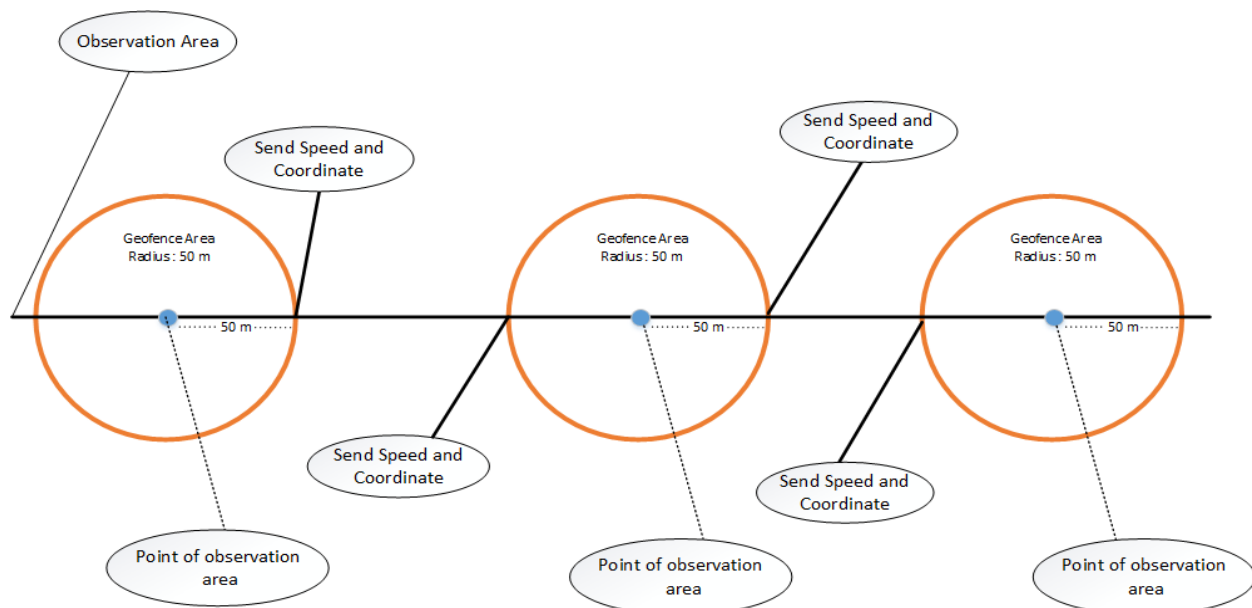 Observation Area
Send Speed and
Coordinate
Send Speed and
Coordinate
Geofence Area
Radius : 50 m
Geofence Area
Radius : 50 m
Geofence Area
Radius : 50 m
50 m
50 m
50 m
Send Speed and
Coordinate
Send Speed and
Coordinate
Point of observation
area
Point of observation
area
Point of observation
area